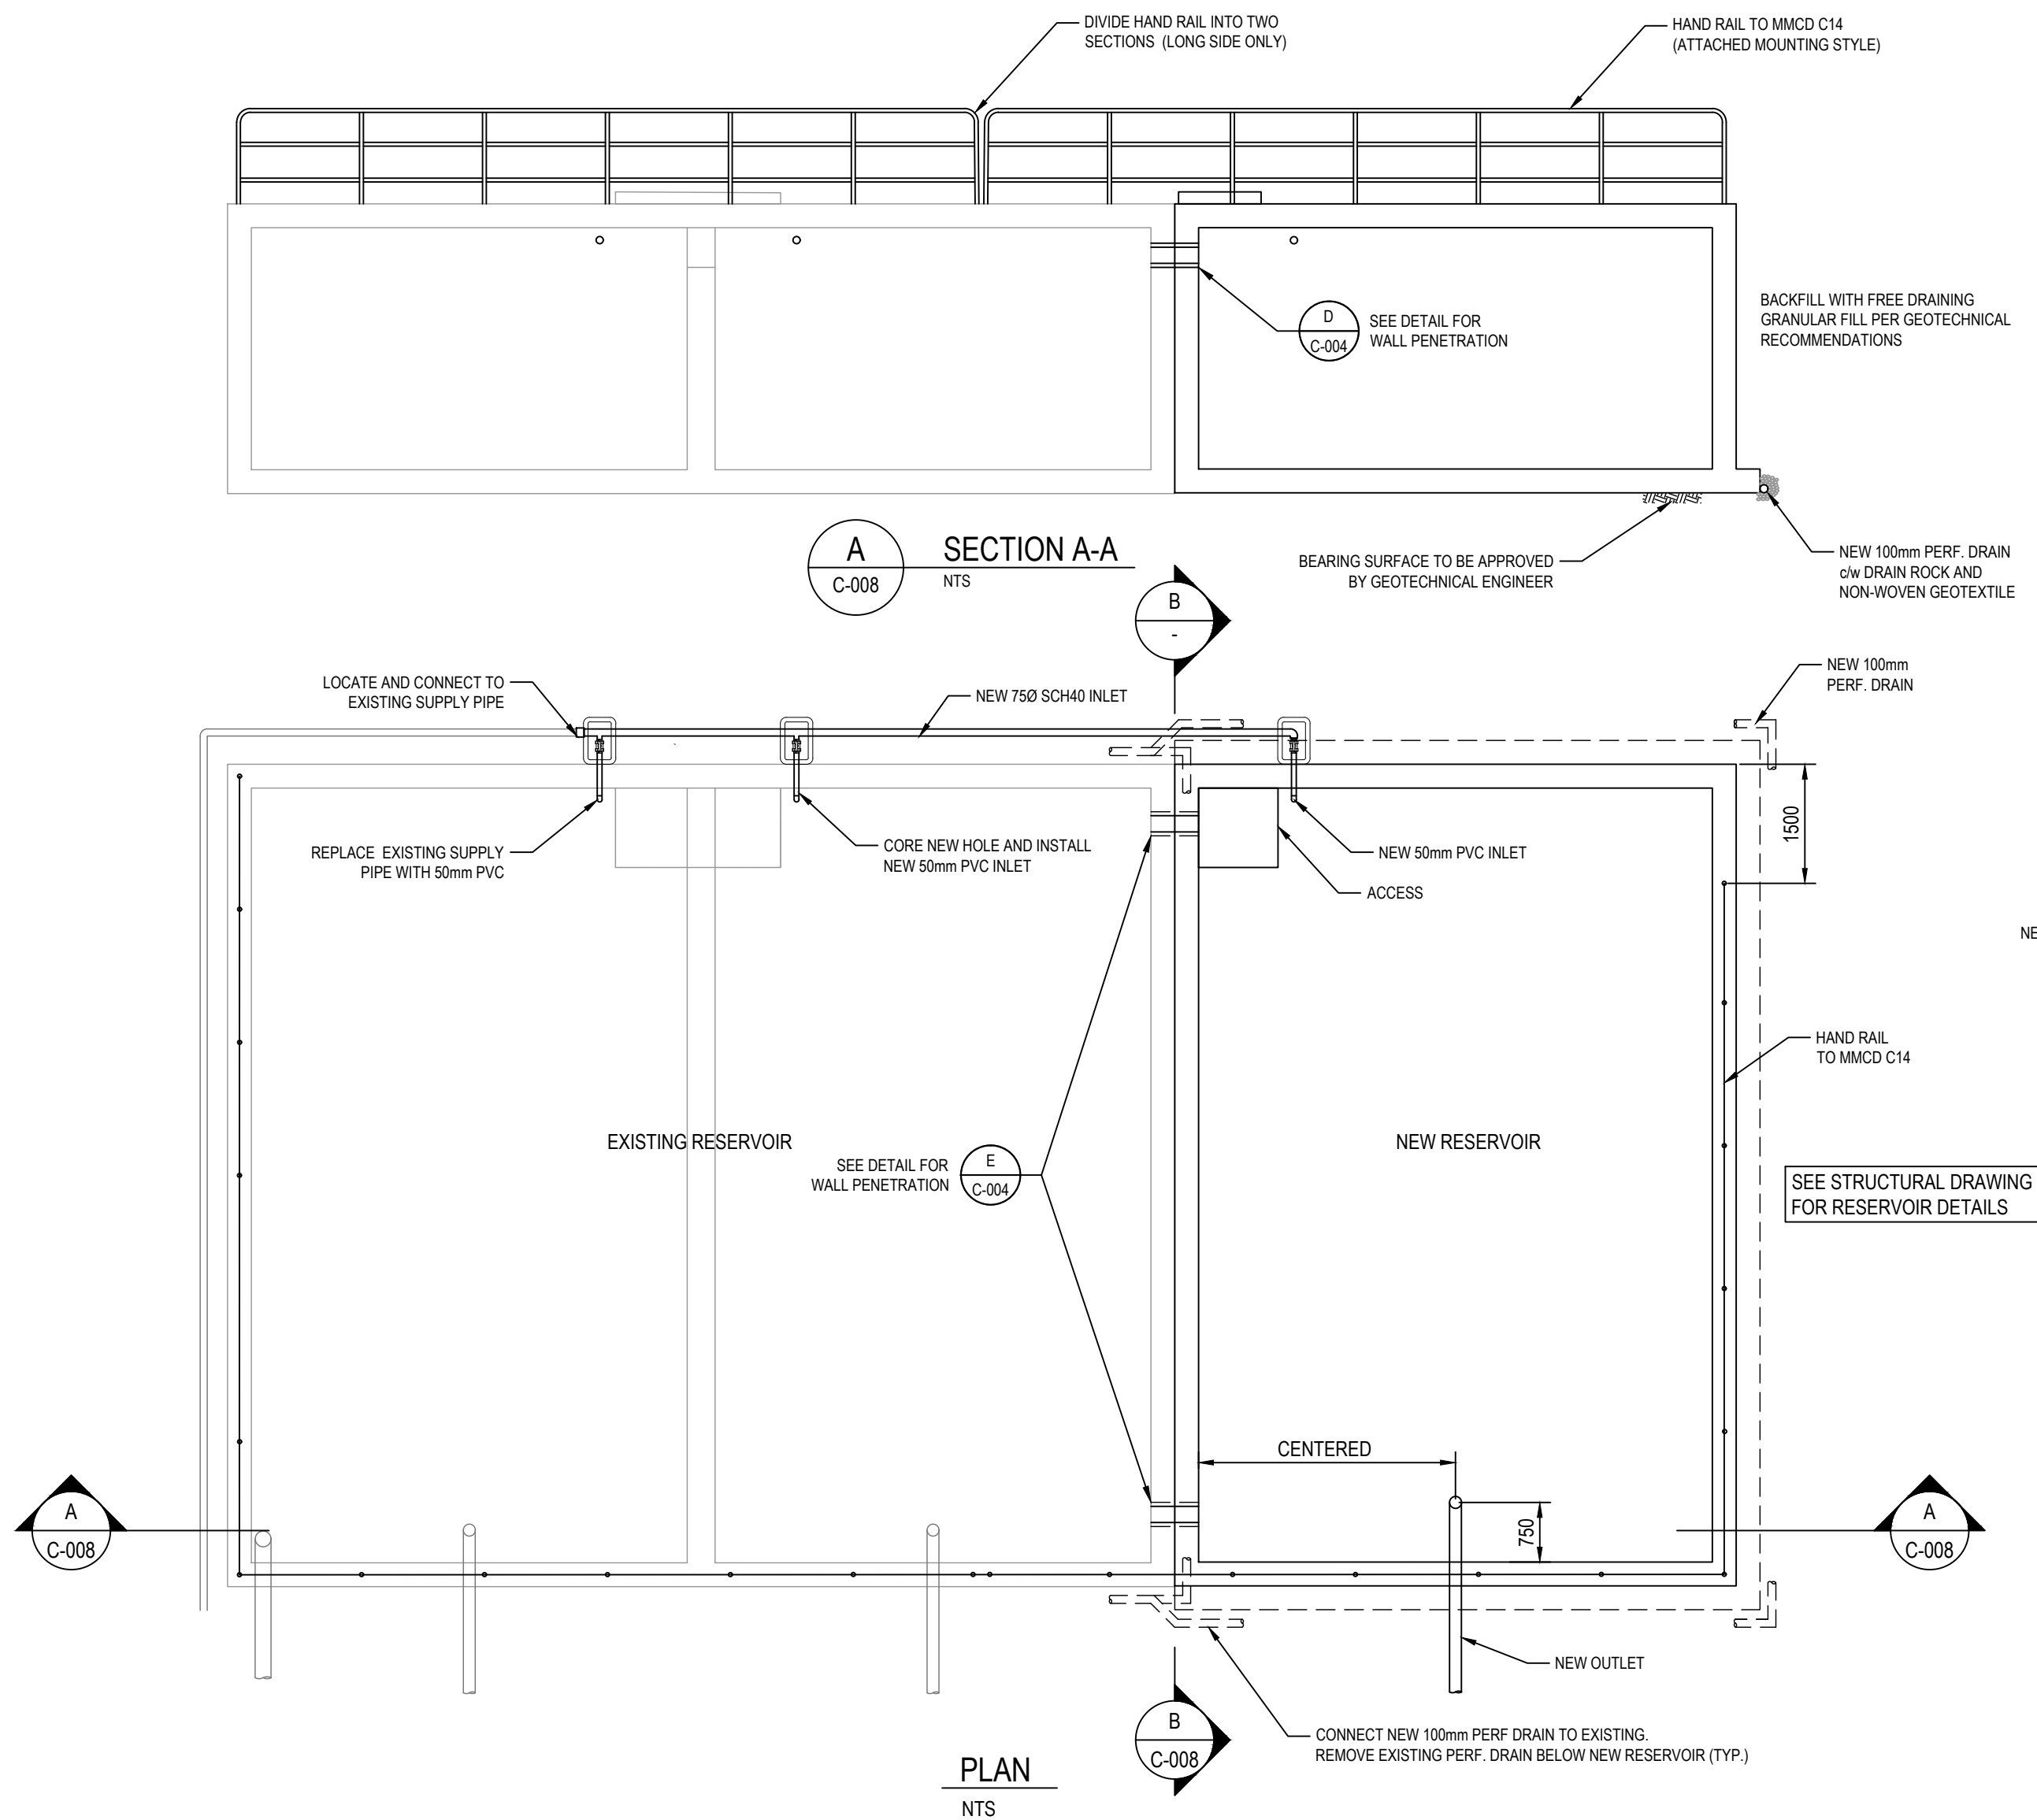 DIVIDE HAND RAIL INTO TWO
SECTIONS (LONG SIDE ONLY)
HAND RAIL TO MMCD C14
(ATTACHED MOUNTING STYLE)
D
C-004
SEE DETAIL FOR
WALL PENETRATION
BACKFILL WITH FREE DRAINING
GRANULAR FILL PER GEOTECHNICAL
RECOMMENDATIONS
A
C-008
SECTION A-A
NTS
BEARING SURFACE TO BE APPROVED
BY GEOTECHNICAL ENGINEER
NEW 100mm PERF. DRAIN
c/w DRAIN ROCK AND
NON-WOVEN GEOTEXTILE
B
-
LOCATE AND CONNECT TO
EXISTING SUPPLY PIPE
NEW 75Ø SCH40 INLET
NEW 100mm
PERF. DRAIN
1500
REPLACE EXISTING SUPPLY
PIPE WITH 50mm PVC
CORE NEW HOLE AND INSTALL
NEW 50mm PVC INLET
NEW 50mm PVC INLET
ACCESS
NE
HAND RAIL
TO MMCD C14
EXISTING RESERVOIR
NEW RESERVOIR
SEE DETAIL FOR
WALL PENETRATION
E
C-004
SEE STRUCTURAL DRAWING
FOR RESERVOIR DETAILS
CENTERED
750
A
C-008
A
C-008
NEW OUTLET
B
C-008
CONNECT NEW 100mm PERF DRAIN TO EXISTING.
REMOVE EXISTING PERF. DRAIN BELOW NEW RESERVOIR (TYP.)
PLAN
NTS